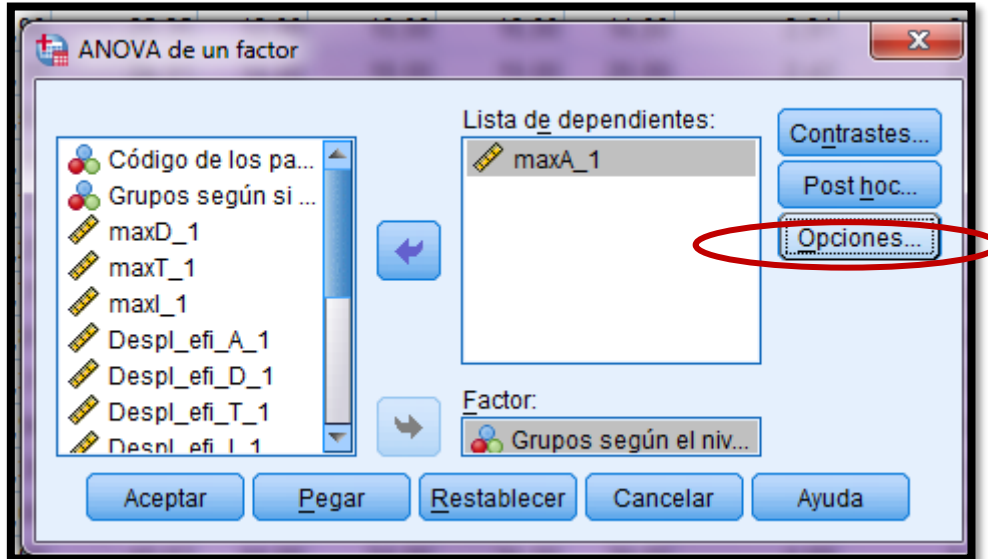 ANOVA de un factor
Código de los pa...
Grupos según si ...
maxD_1
maxT_1
maxI_1
Despl_efi_A_1
Despl_efi_D_1
Despl_efi_T_1
Despl_efi_I_1
Lista de dependientes:
maxA_1
Factor:
Grupos según el niv...
Contrastes...
Post hoc...
Opciones...
Aceptar
Pegar
Restablecer
Cancelar
Ayuda